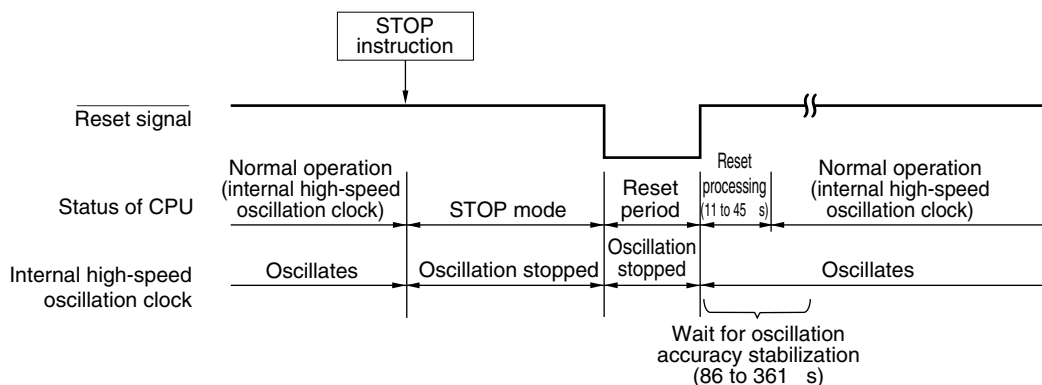 STOP
instruction
Reset signal
Normal operation
(internal high-speed
oscillation clock)
Status of CPU
STOP mode
Reset
period
Reset
processing
(11 to 45 s)
Normal operation
(internal high-speed
oscillation clock)
Internal high-speed
oscillation clock
Oscillates
Oscillation stopped
Oscillation
stopped
Oscillates
Wait for oscillation
accuracy stabilization
(86 to 361 s)